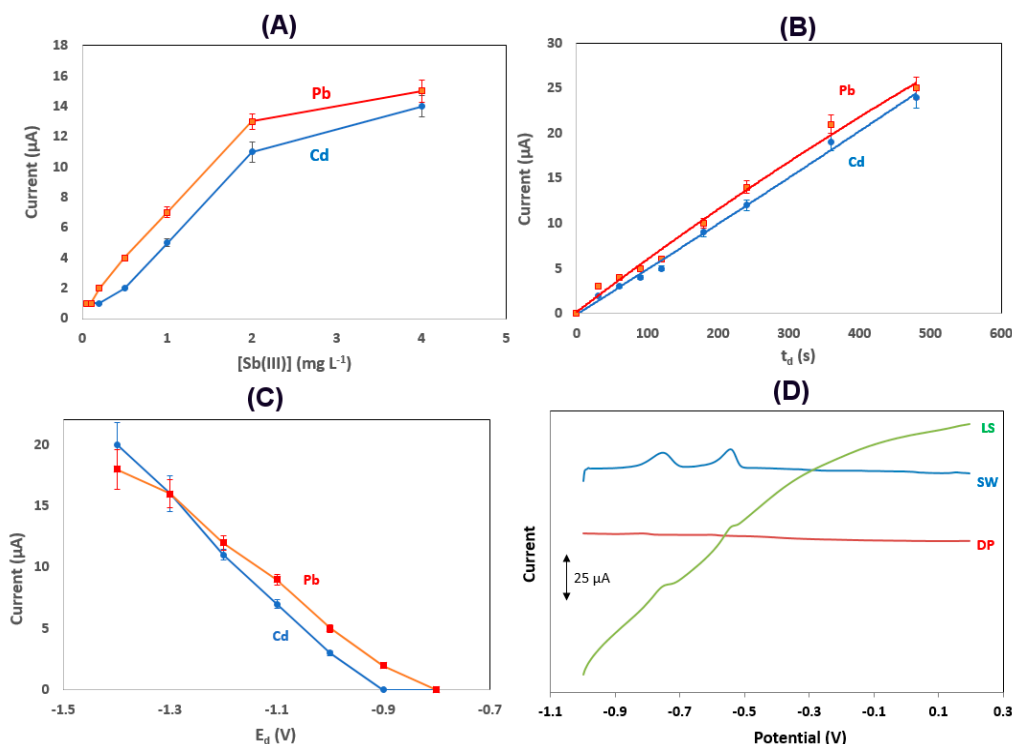 (A)
18
16
14
12
10
8
6
4
2
0
0 1 2 3 4 5
Current (µA)
[Sb(III)] (mg L⁻¹)
Pb
Cd
(B)
30
25
20
15
10
5
0
0 100 200 300 400 500 600
Current (µA)
t_d (s)
Pb
Cd
(C)
20
15
10
5
0
-1.5 -1.3 -1.1 -0.9 -0.7
Current (µA)
E_d (V)
Pb
Cd
(D)
LS
SW
DP
Current
25 µA
-1.1 -0.9 -0.7 -0.5 -0.3 -0.1 0.1 0.3
Potential (V)